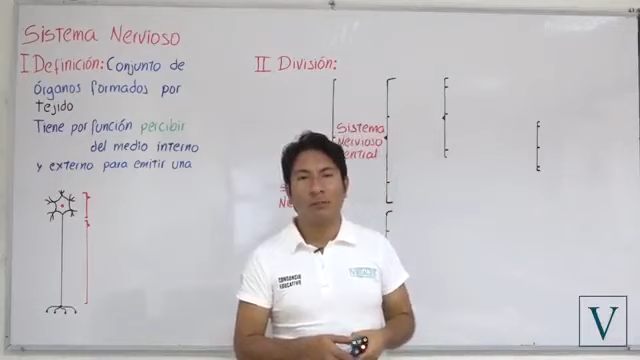 Sistema Nervioso
I Definición: Conjunto de
órganos formados por
tejido
Tiene por función percibir
del medio interno
y externo para emitir una
II División:
Sistema
Nervioso
Central
Ne
CONSORCIO
EDUCATIVO
V